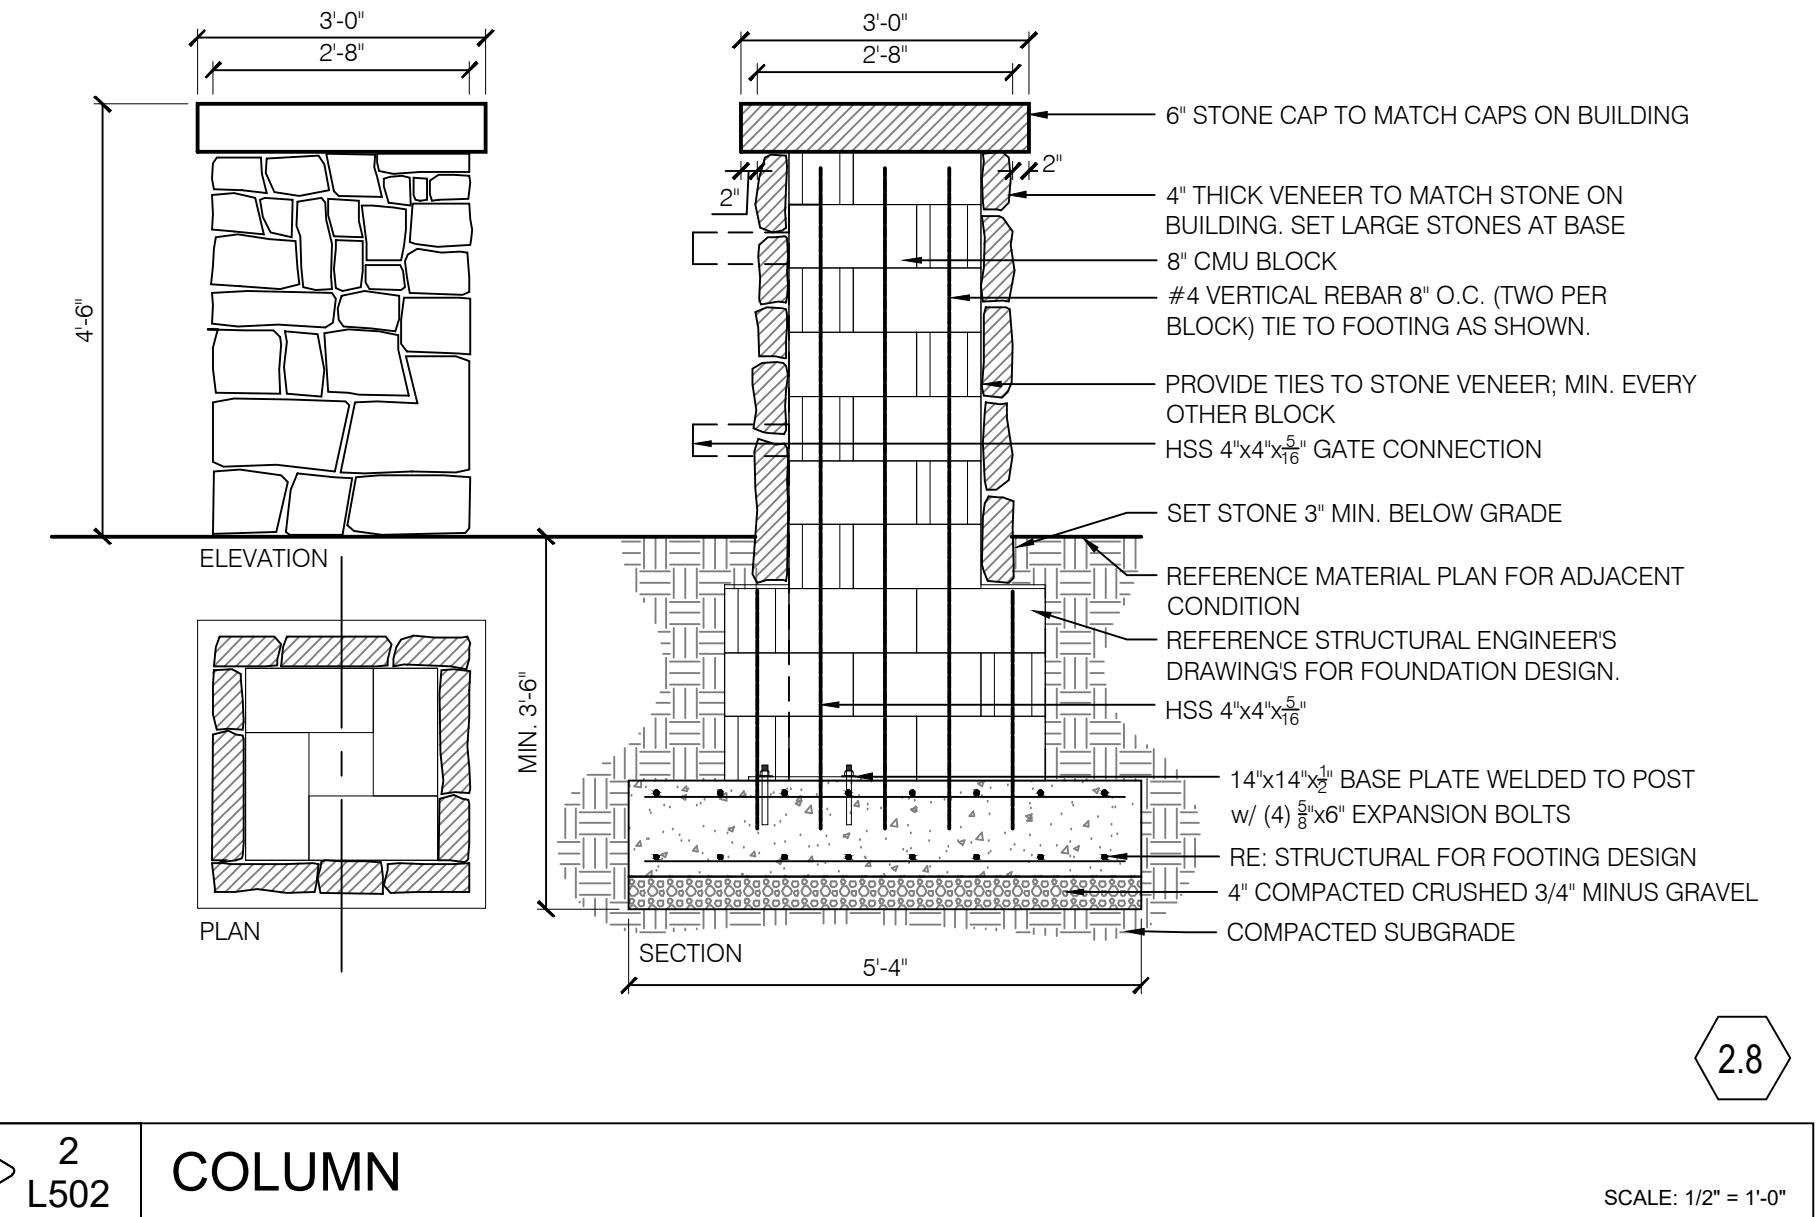 3'-0"
2'-8"
4'-6"
ELEVATION
PLAN
3'-0"
2'-8"
2"
2"
MIN. 3'-6"
SECTION
5'-4"
6" STONE CAP TO MATCH CAPS ON BUILDING
4" THICK VENEER TO MATCH STONE ON
BUILDING. SET LARGE STONES AT BASE
8" CMU BLOCK
#4 VERTICAL REBAR 8" O.C. (TWO PER
BLOCK) TIE TO FOOTING AS SHOWN.
PROVIDE TIES TO STONE VENEER; MIN. EVERY
OTHER BLOCK
HSS 4"x4"x5/16" GATE CONNECTION
SET STONE 3" MIN. BELOW GRADE
REFERENCE MATERIAL PLAN FOR ADJACENT
CONDITION
REFERENCE STRUCTURAL ENGINEER'S
DRAWING'S FOR FOUNDATION DESIGN.
HSS 4"x4"x5/16"
14"x14"x1/2" BASE PLATE WELDED TO POST
w/ (4) 5/8"x6" EXPANSION BOLTS
RE: STRUCTURAL FOR FOOTING DESIGN
4" COMPACTED CRUSHED 3/4" MINUS GRAVEL
COMPACTED SUBGRADE
2.8
2
L502
COLUMN
SCALE: 1/2" = 1'-0"